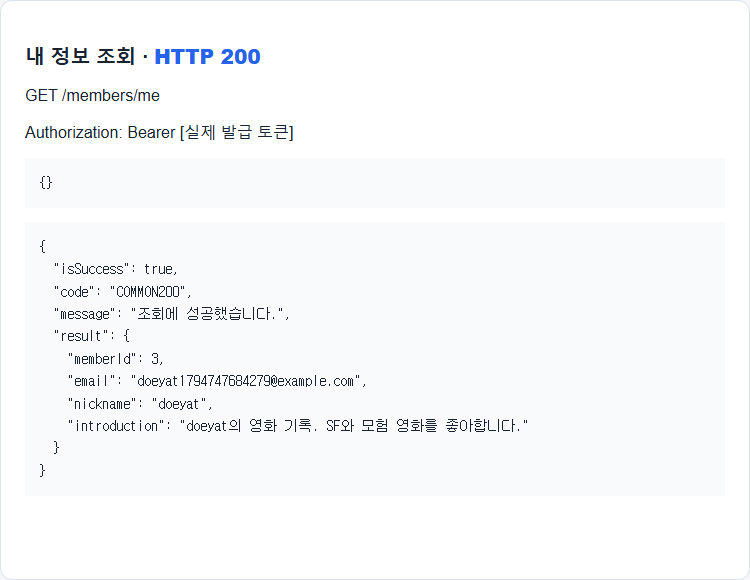 내 정보 조회 · HTTP 200
GET /members/me
Authorization: Bearer [실제 발급 토큰]
{}
{
  "isSuccess": true,
  "code": "COMMON200",
  "message": "조회에 성공했습니다.",
  "result": {
    "memberId": 3,
    "email": "doeyat1794747684279@example.com",
    "nickname": "doeyat",
    "introduction": "doeyat의 영화 기록. SF와 모험 영화를 좋아합니다."
  }
}